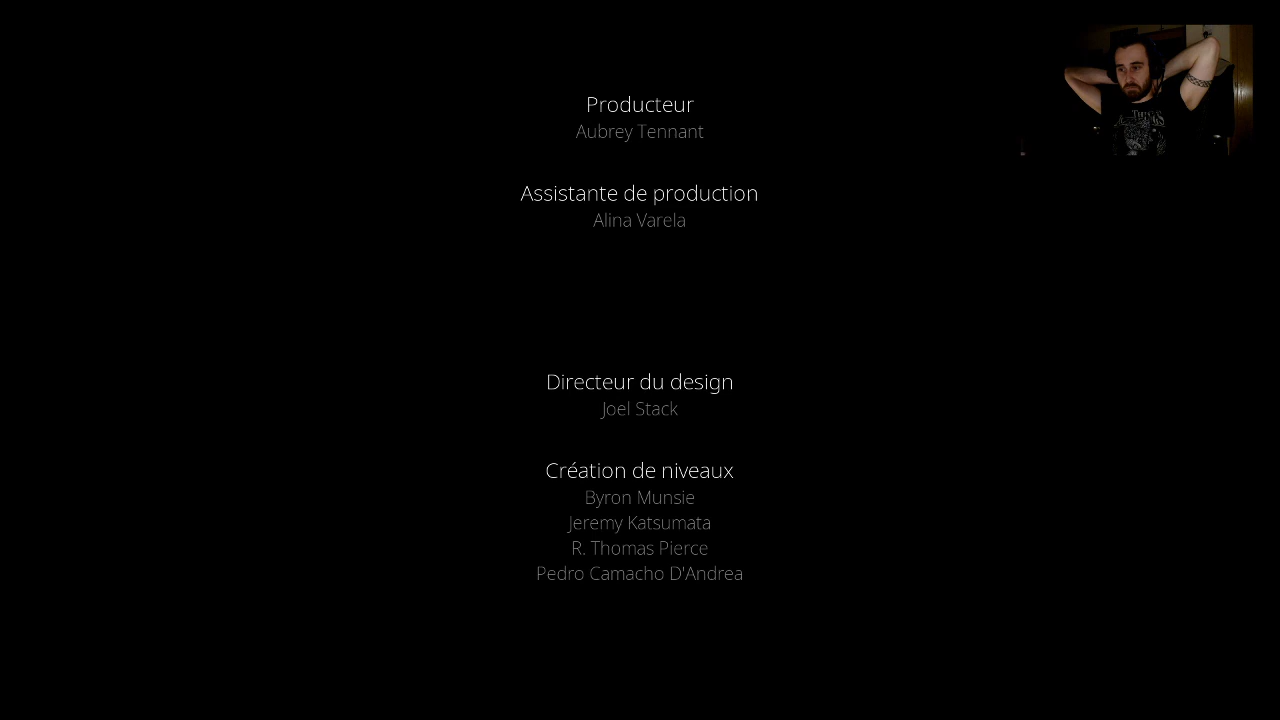 Producteur
Aubrey Tennant
Assistante de production
Alina Varela
Directeur du design
Joel Stack
Création de niveaux
Byron Munsie
Jeremy Katsumata
R. Thomas Pierce
Pedro Camacho D'Andrea